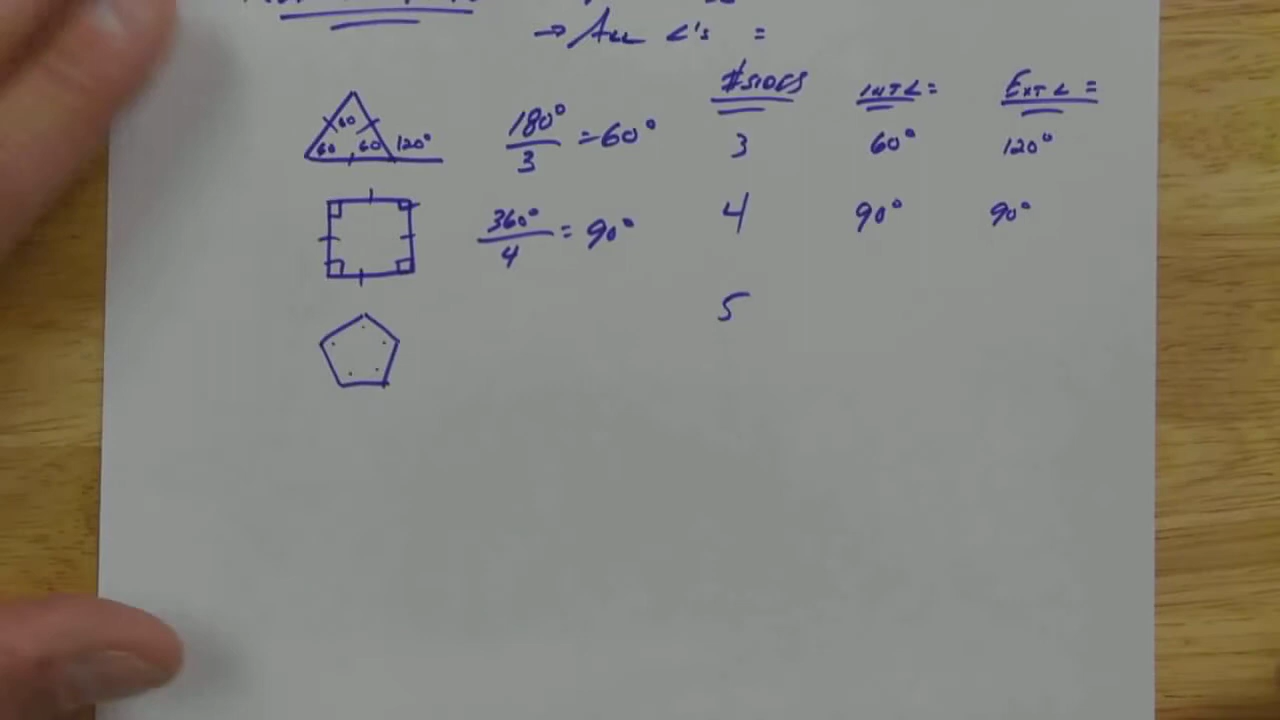 → ALL ∠'s =
#SIDES INT ∠ = EXT ∠ =
60 60 60 120° 180°/3 = 60° 3 60° 120°
360°/4 = 90° 4 90° 90°
5